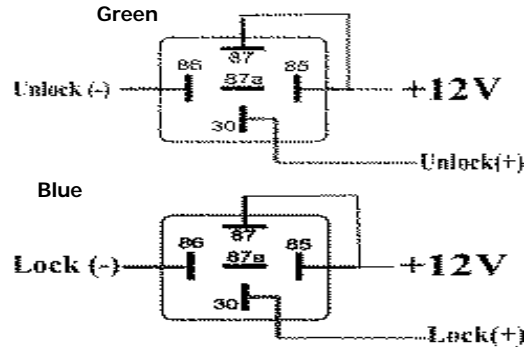 Green
87
86 87a 85
Unlock (-) +12V
30
Unlock(+)
Blue
87
86 87a 85
Lock (-) +12V
30
Lock(+)